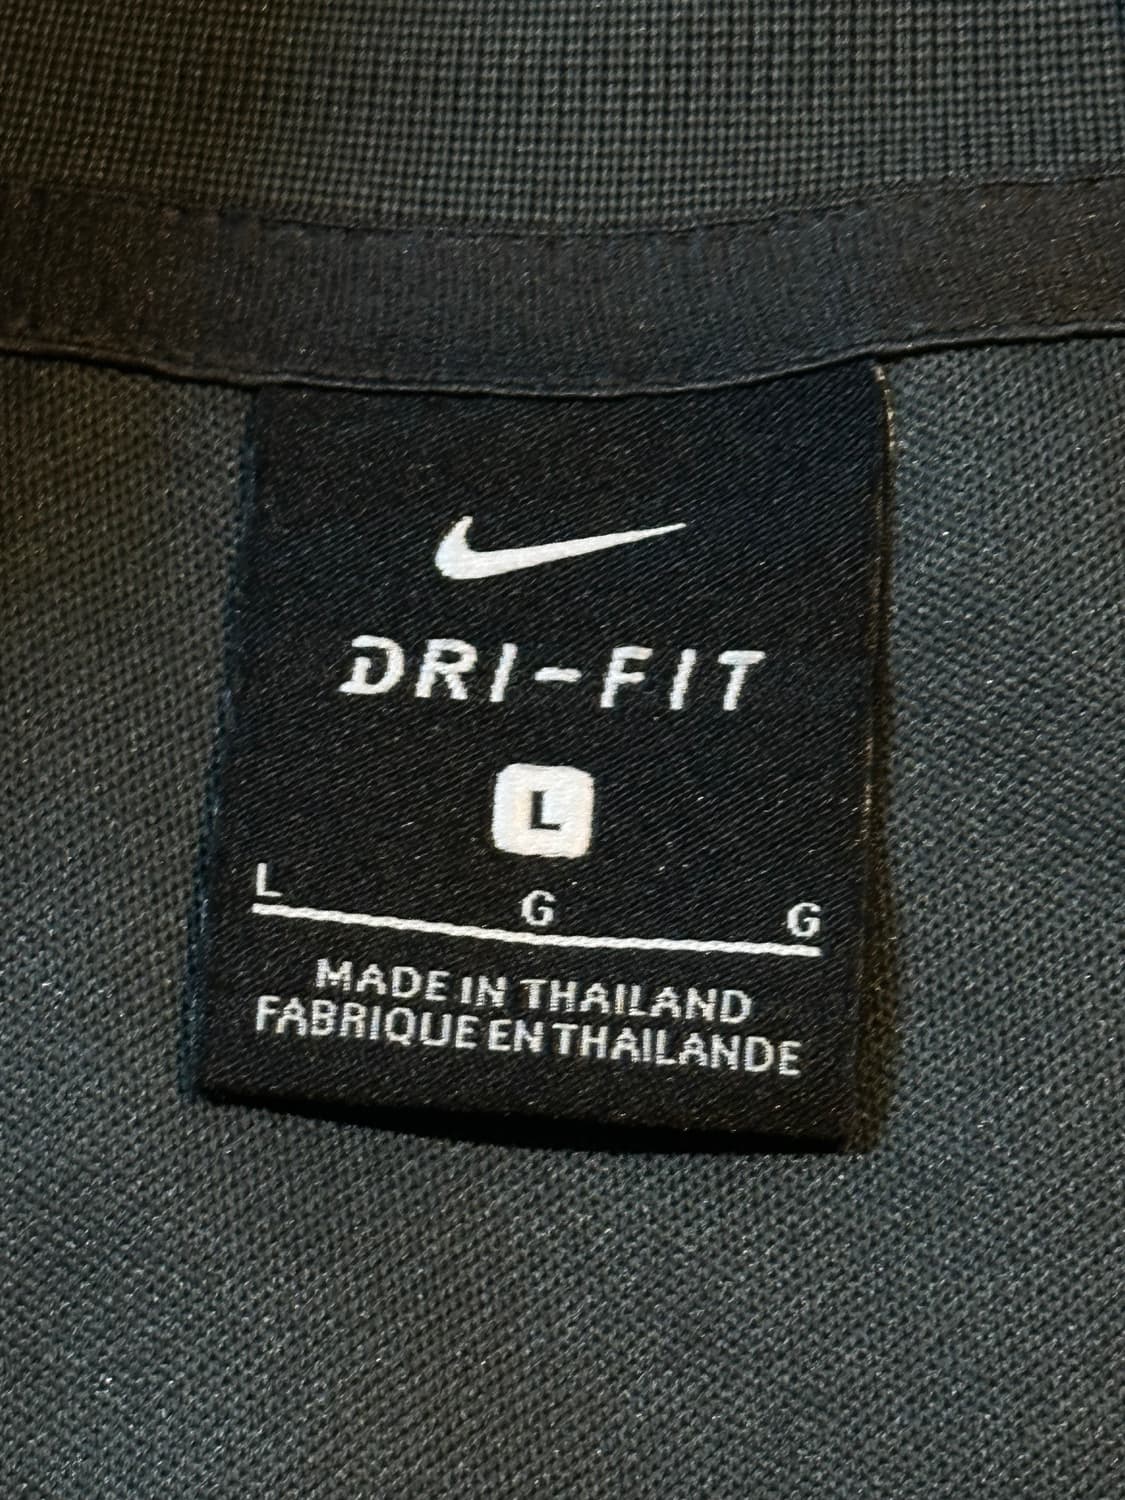 DRI-FIT
L
L G G
MADE IN THAILAND
FABRIQUE EN THAILANDE